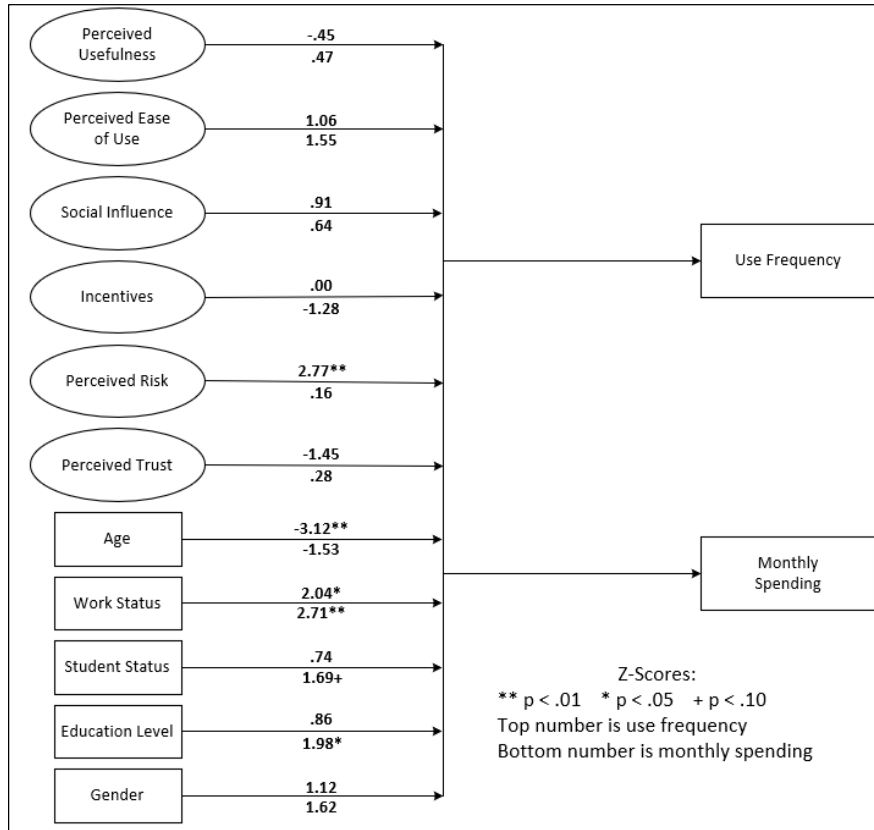 Perceived
Usefulness
-.45
.47
Perceived Ease
of Use
1.06
1.55
Social Influence
.91
.64
Use Frequency
Incentives
.00
-1.28
Perceived Risk
2.77**
.16
Perceived Trust
-1.45
.28
Age
-3.12**
-1.53
Monthly
Spending
Work Status
2.04*
2.71**
Student Status
.74
1.69+
Education Level
.86
1.98*
Gender
1.12
1.62
Z-Scores:
** p < .01 * p < .05 + p < .10
Top number is use frequency
Bottom number is monthly spending